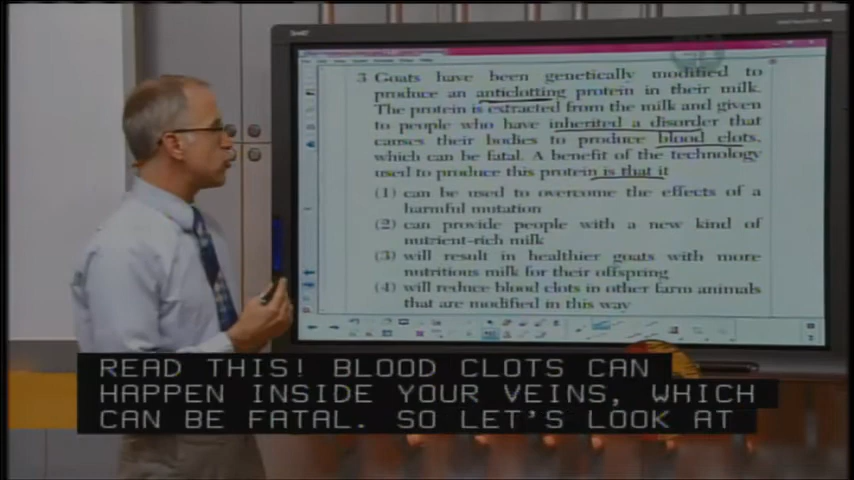 3 Goats have been genetically modified to
produce an anticlotting protein in their milk.
The protein is extracted from the milk and given
to people who have inherited a disorder that
causes their bodies to produce blood clots,
which can be fatal. A benefit of the technology
used to produce this protein is that it
(1) can be used to overcome the effects of a
harmful mutation
(2) can provide people with a new kind of
nutrient-rich milk
(3) will result in healthier goats with more
nutritious milk for their offspring
(4) will reduce blood clots in other farm animals
that are modified in this way
READ THIS! BLOOD CLOTS CAN
HAPPEN INSIDE YOUR VEINS, WHICH
CAN BE FATAL. SO LET'S LOOK AT